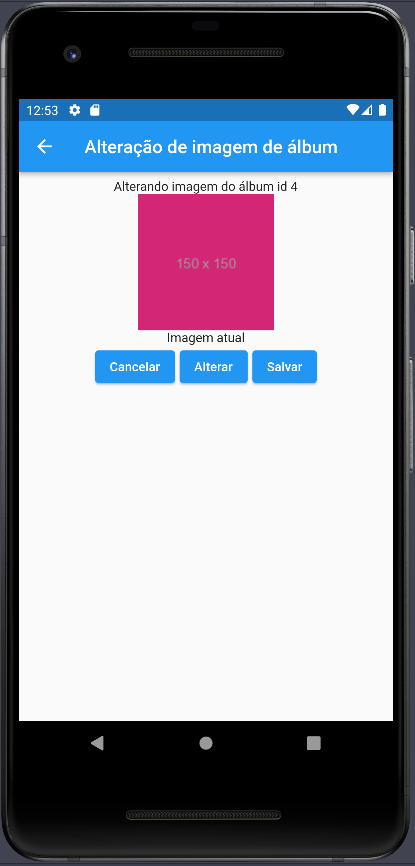 12:53
Alteração de imagem de álbum
Alterando imagem do álbum id 4
150 x 150
Imagem atual
Cancelar Alterar Salvar